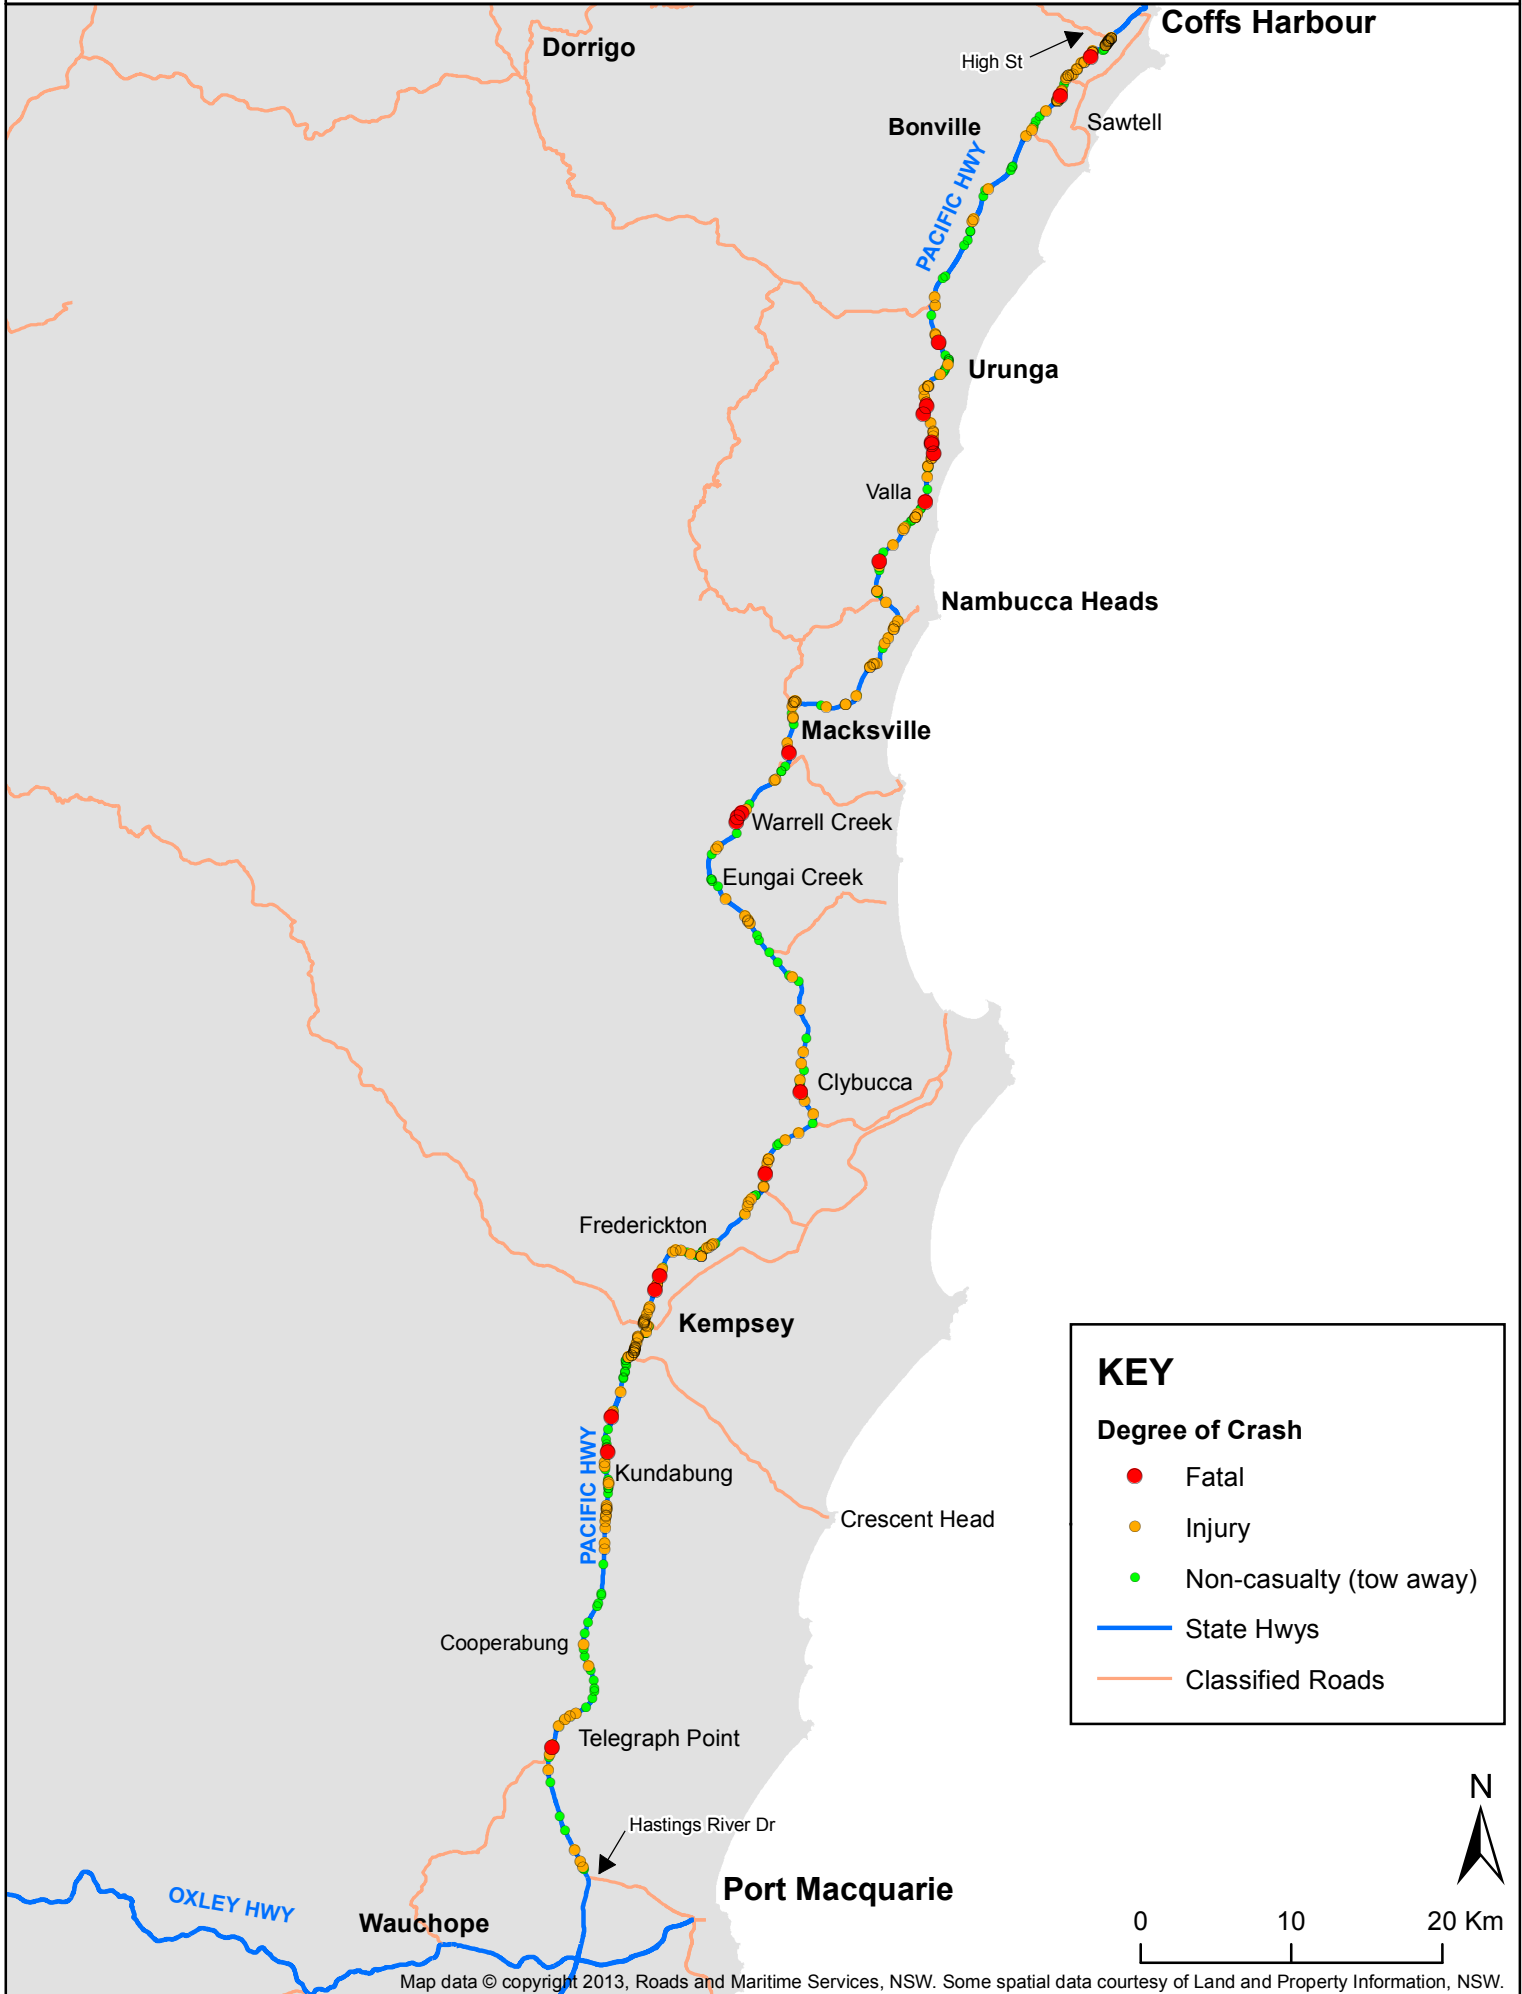 Coffs Harbour
Dorrigo
High St
Sawtell
Bonville
PACIFIC HWY
Urunga
Valla
Nambucca Heads
Macksville
Warrell Creek
Eungai Creek
Clybucca
Frederickton
Kempsey
PACIFIC HWY
Kundabung
Crescent Head
Cooperabung
Telegraph Point
Hastings River Dr
Port Macquarie
OXLEY HWY
Wauchope
KEY
Degree of Crash
Fatal
Injury
Non-casualty (tow away)
State Hwys
Classified Roads
N
0 10 20 Km
Map data © copyright 2013, Roads and Maritime Services, NSW. Some spatial data courtesy of Land and Property Information, NSW.